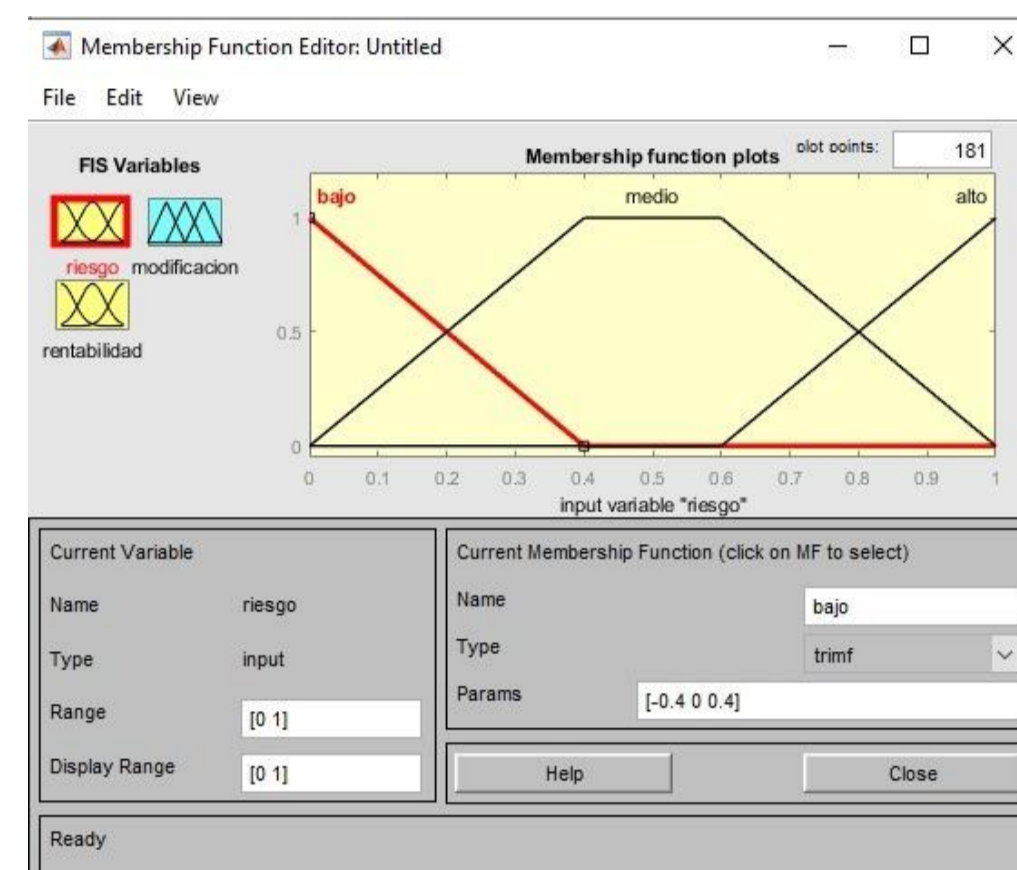 Membership Function Editor: Untitled
File Edit View
FIS Variables
riesgo modificacion
rentabilidad
Membership function plots plot points: 181
bajo medio alto
1
0.5
0
0 0.1 0.2 0.3 0.4 0.5 0.6 0.7 0.8 0.9 1
input variable "riesgo"
Current Variable
Name riesgo
Type input
Range [0 1]
Display Range [0 1]
Current Membership Function (click on MF to select)
Name bajo
Type trimf
Params [-0.4 0 0.4]
Help Close
Ready